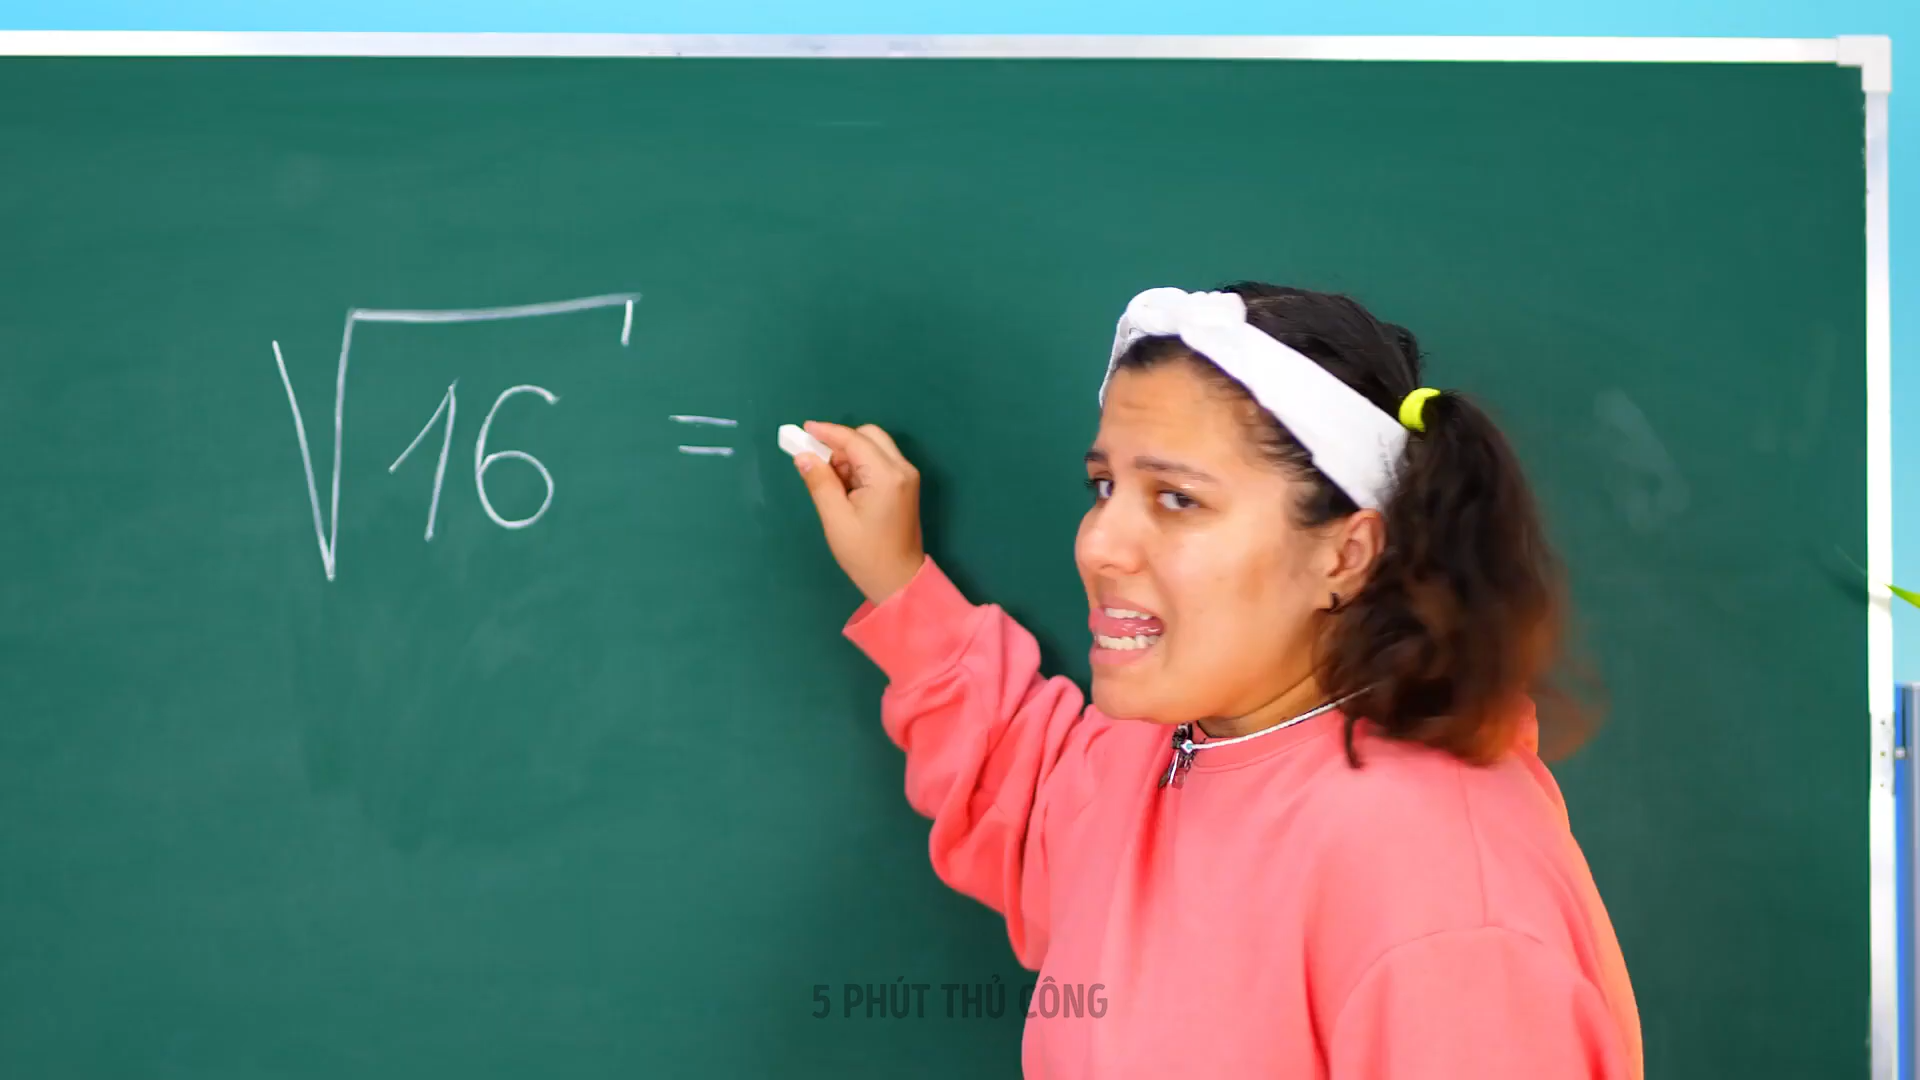 √16 =
5 PHÚT THỦ CÔNG